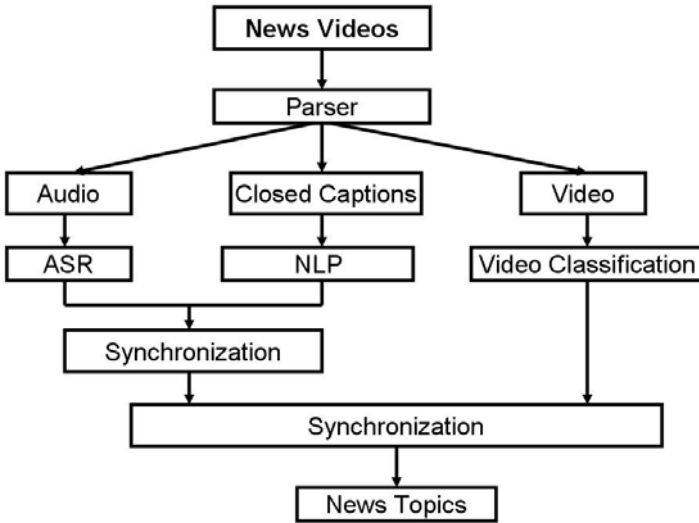 News Videos
Parser
Audio
Closed Captions
Video
ASR
NLP
Video Classification
Synchronization
Synchronization
News Topics